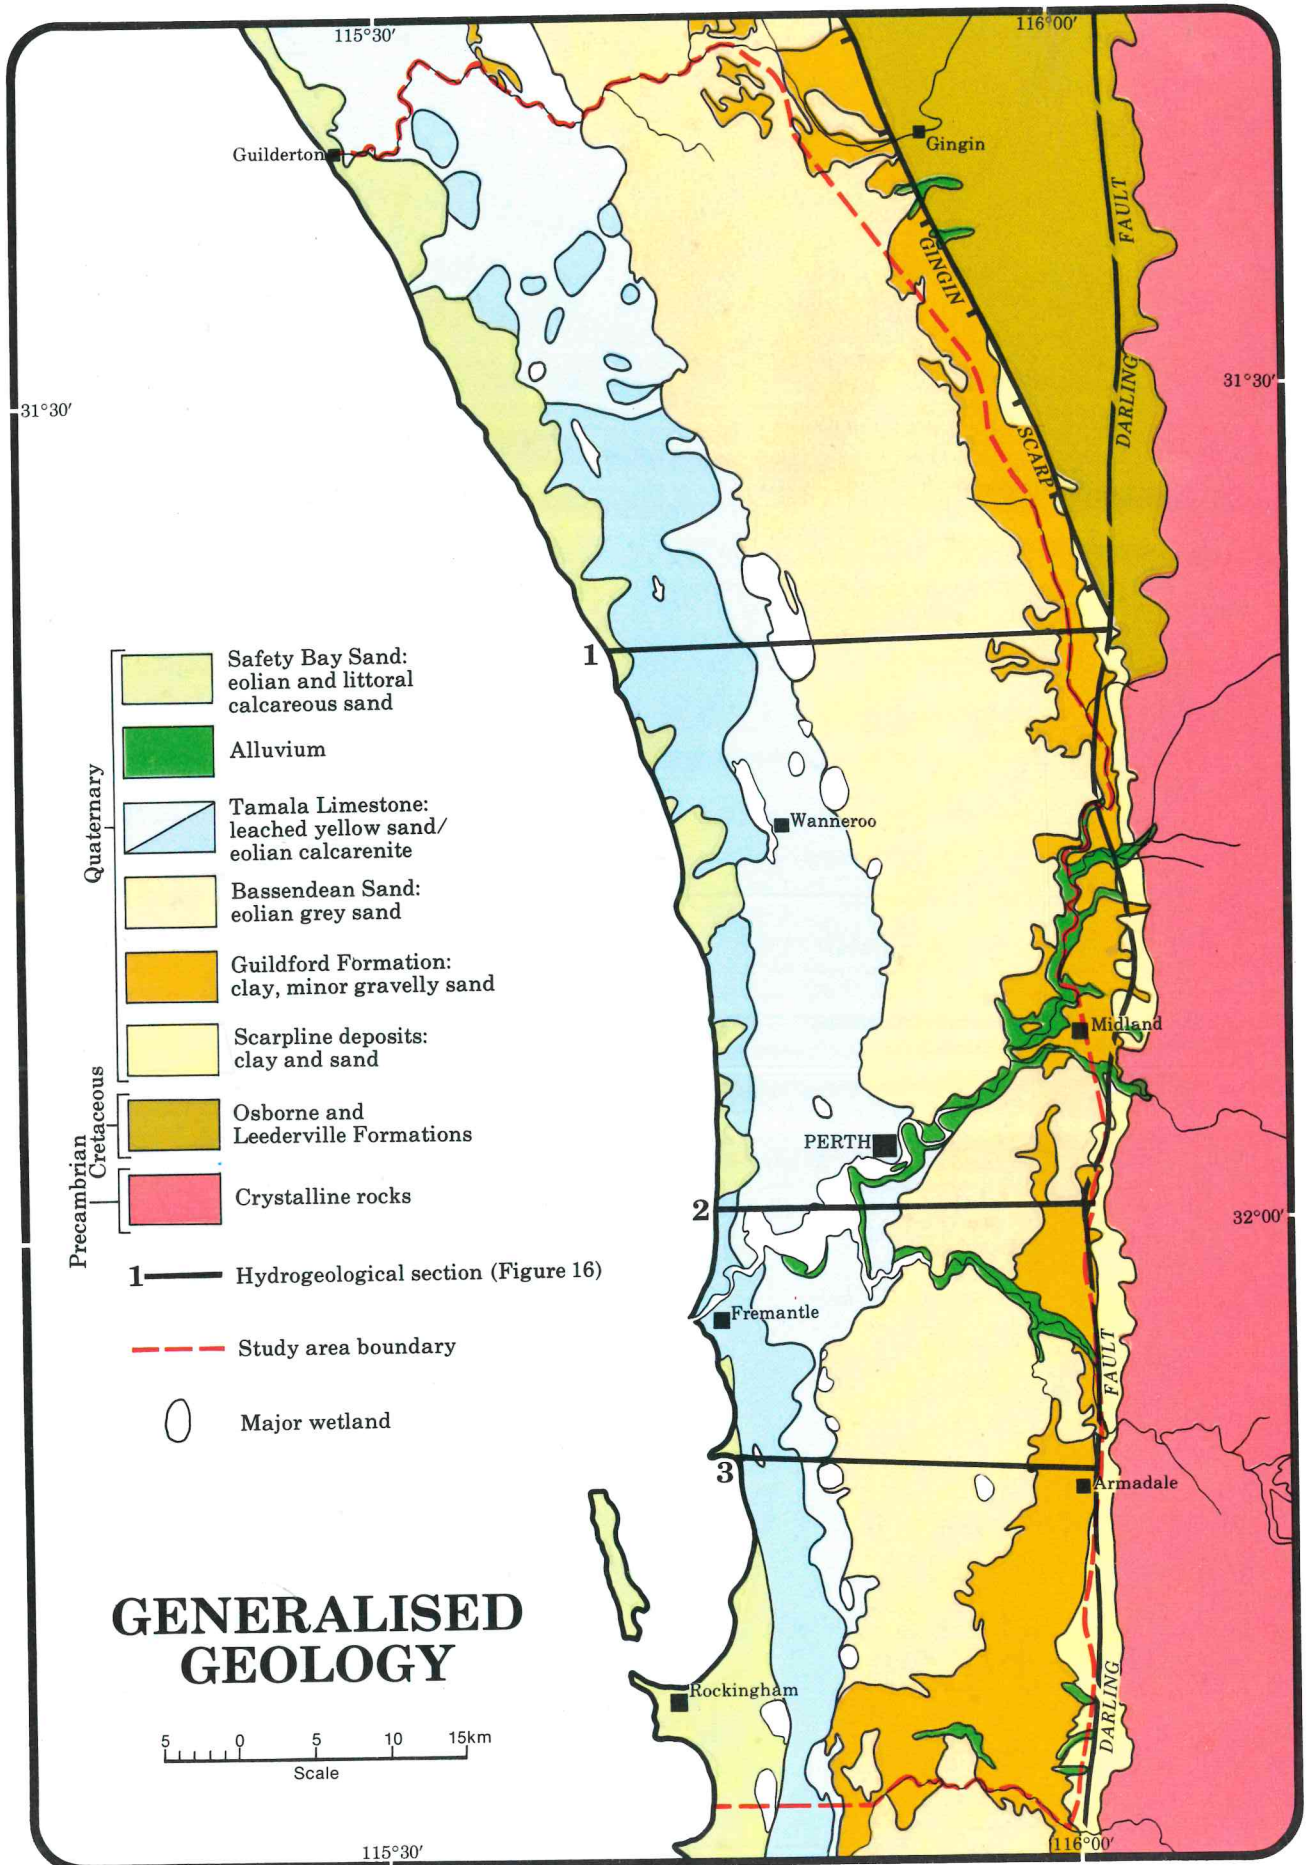 115°30′
116°00′
Guilderton
Gingin
FAULT
GINGIN
31°30′
31°30′
DARLING
SCARP
1
Safety Bay Sand:
eolian and littoral
calcareous sand
Alluvium
Quaternary
Tamala Limestone:
leached yellow sand/
eolian calcarenite
Wanneroo
Bassendean Sand:
eolian grey sand
Guildford Formation:
clay, minor gravelly sand
Midland
Scarpline deposits:
clay and sand
Cretaceous
Osborne and
Leederville Formations
PERTH
Precambrian
Crystalline rocks
2
32°00′
1
Hydrogeological section (Figure 16)
Fremantle
Study area boundary
FAULT
Major wetland
3
Armadale
GENERALISED
GEOLOGY
Rockingham
DARLING
5 0 5 10 15km
Scale
115°30′
116°00′